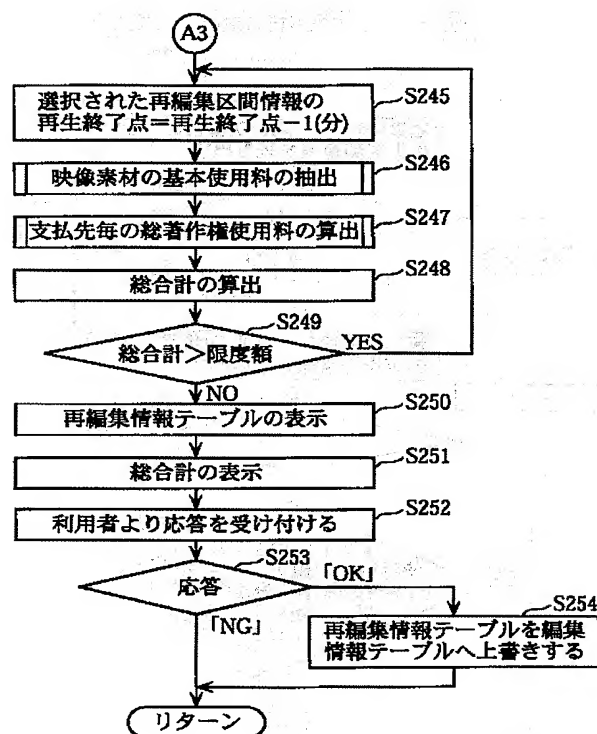 A3
選択された再編集区間情報の
再生終了点=再生終了点-1(分)
S245
映像素材の基本使用料の抽出
S246
支払先毎の総著作権使用料の算出
S247
総合計の算出
S248
総合計>限度額
S249
YES
NO
再編集情報テーブルの表示
S250
総合計の表示
S251
利用者より応答を受け付ける
S252
応答
S253
「OK」
「NG」
再編集情報テーブルを編集
情報テーブルへ上書きする
S254
リターン